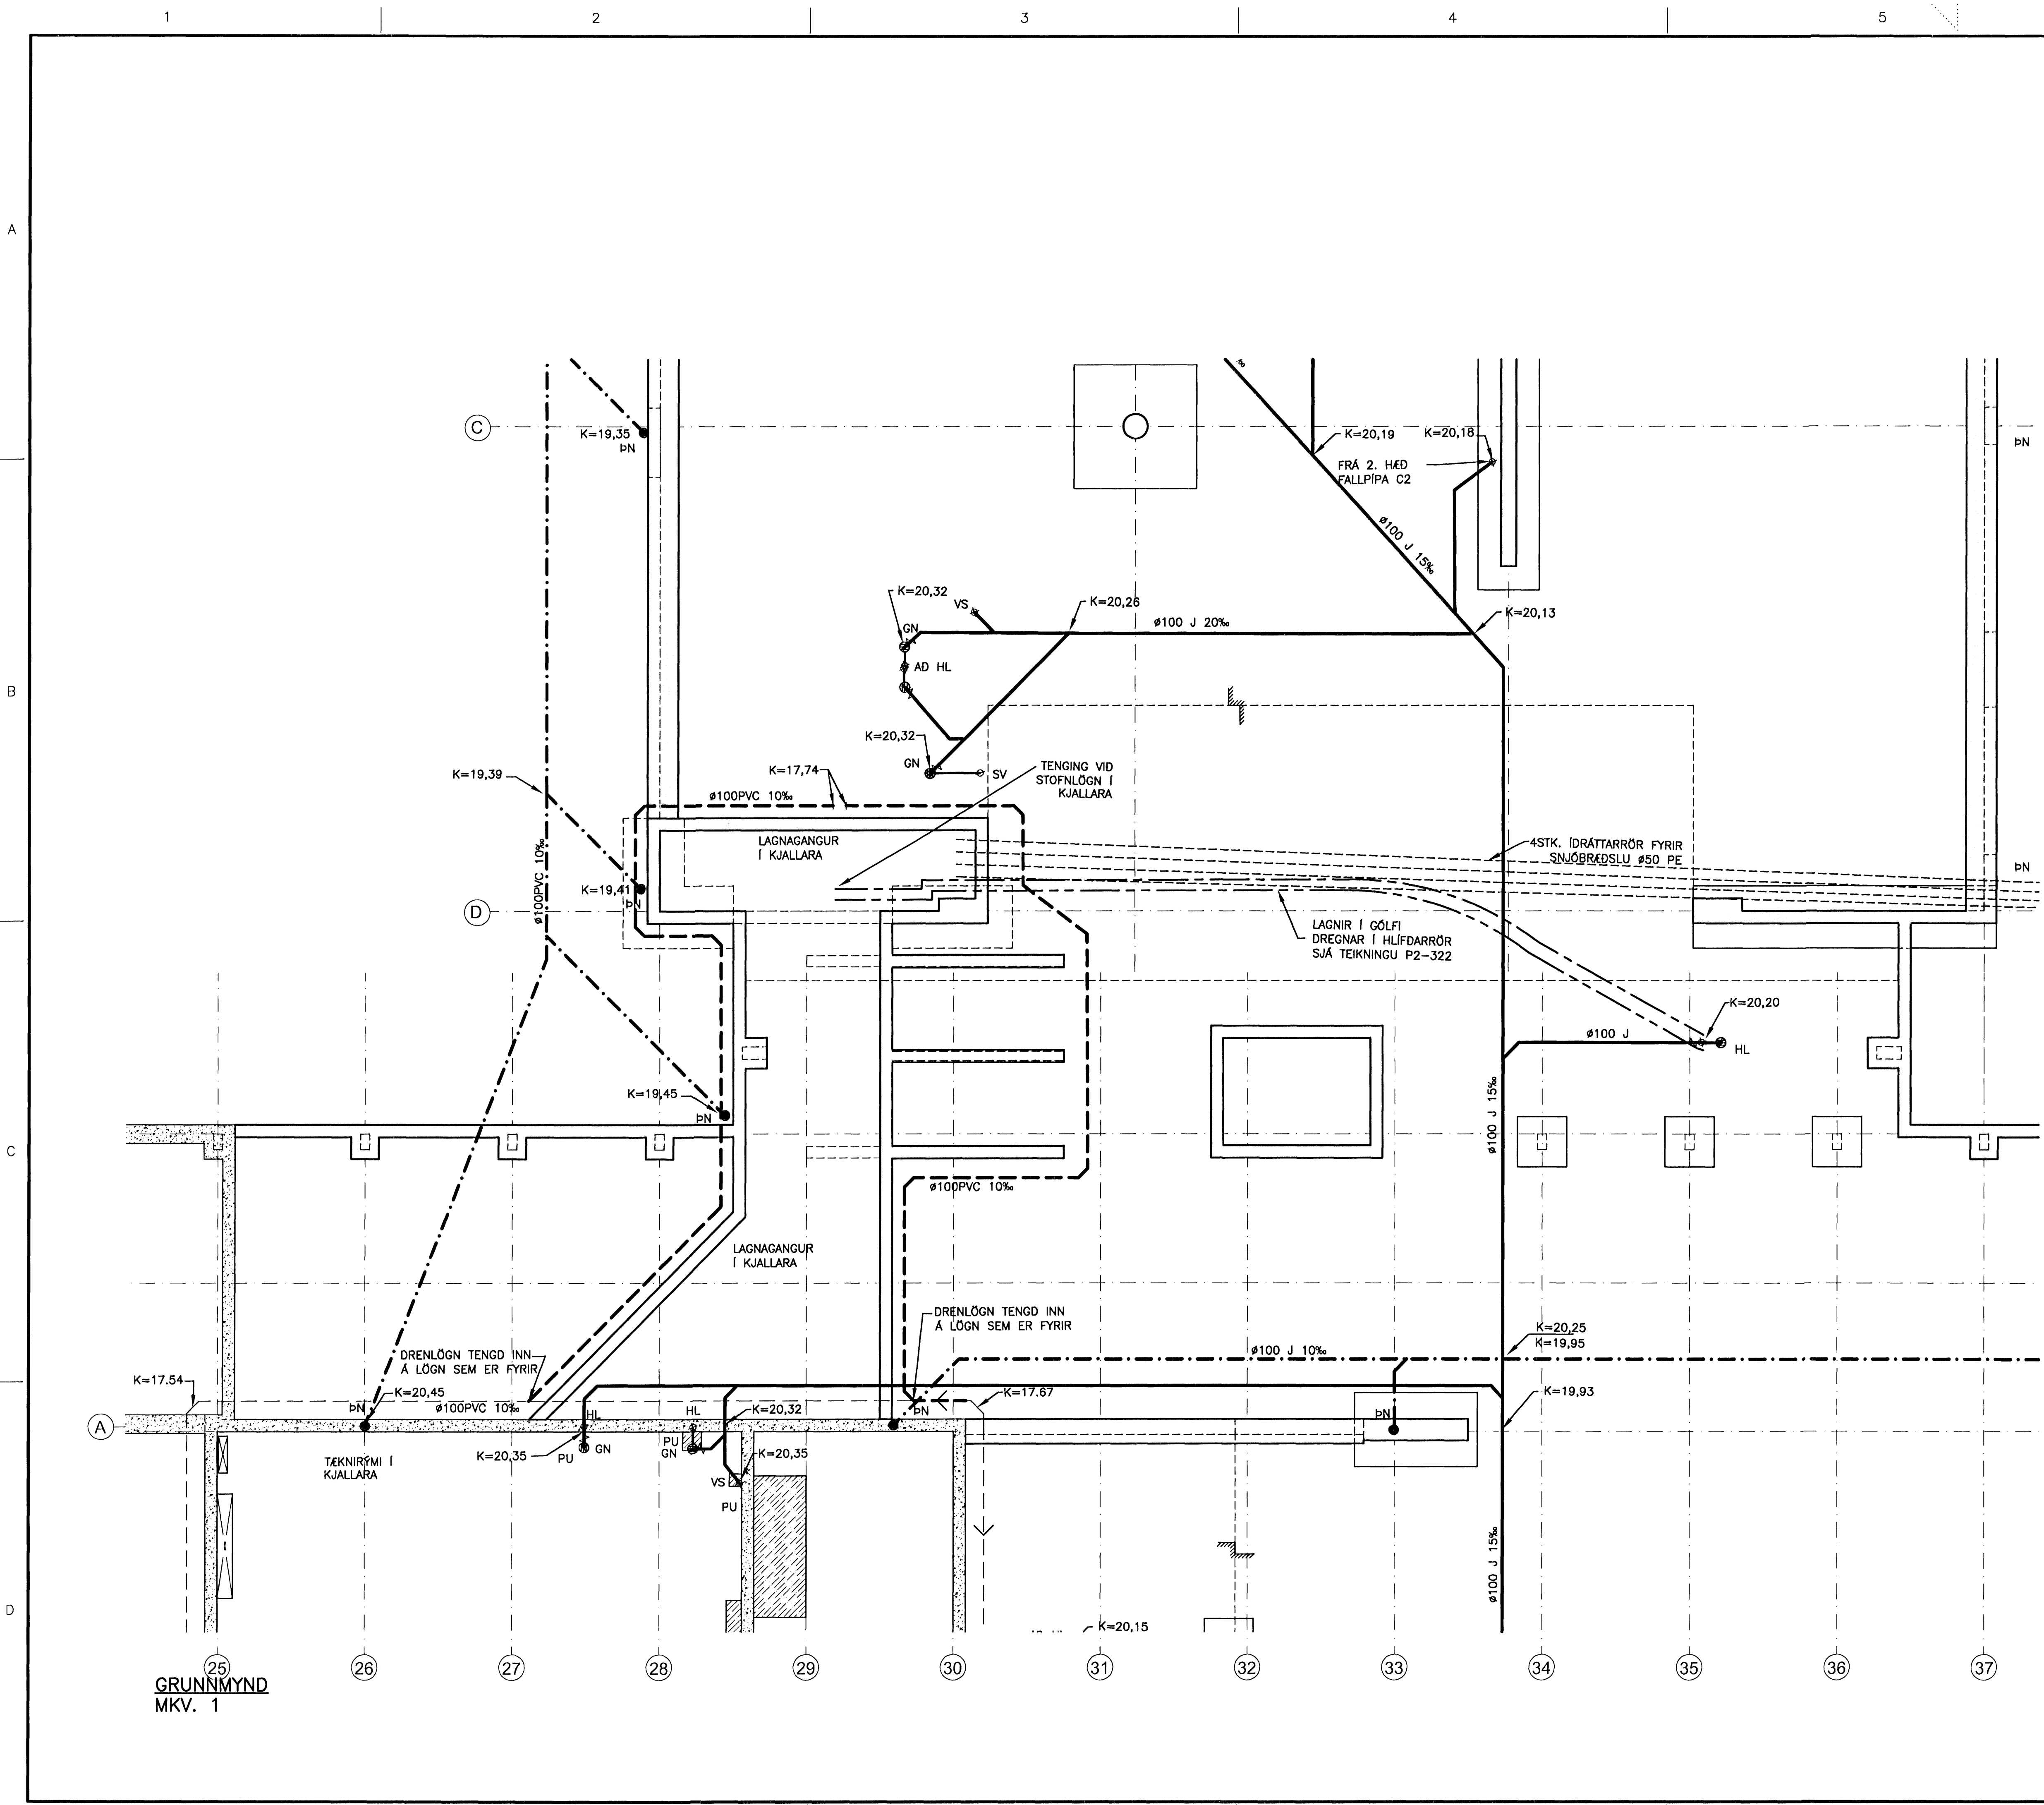 1 2 3 4 5
A
C
K=19,35
ÞN
K=20,19
K=20,18
FRÁ 2. HÆÐ
FALLPÍPA C2
ÞN
ø100 J 15‰
K=20,32
VS
K=20,26
GN
ø100 J 20‰
K=20,13
AÐ HL
B
K=20,32
GN
SV
TENGING VIÐ
STOFNLÖGN Í
KJALLARA
K=19,39
K=17,74
ø100PVC 10‰
LAGNAGANGUR
Í KJALLARA
4STK. ÍDRÁTTARRÖR FYRIR
SNJÓBRÆÐSLU ø50 PE
ÞN
K=19,41
ÞN
ø100PVC 10‰
D
LAGNIR Í GÓLFI
DREGNAR Í HLÍFÐARRÖR
SJÁ TEIKNINGU P2-322
K=20,20
ø100 J
HL
K=19,45
ÞN
ø100 J 15‰
C
ø100PVC 10‰
LAGNAGANGUR
Í KJALLARA
DRENLÖGN TENGD INN
Á LÖGN SEM ER FYRIR
K=20,25
K=19,95
ø100 J 10‰
DRENLÖGN TENGD INN
Á LÖGN SEM ER FYRIR
K=17.54
K=20,45
K=17.67
K=19,93
ÞN
ø100PVC 10‰
HL
HL
K=20,32
ÞN
ÞN
A
TÆKNIRÝMI Í
KJALLARA
K=20,35
PU
GN
PU
GN
K=20,35
VS
PU
ø100 J 15‰
D
K=20,15
25 26 27 28 29 30 31 32 33 34 35 36 37
GRUNNMYND
MKV. 1